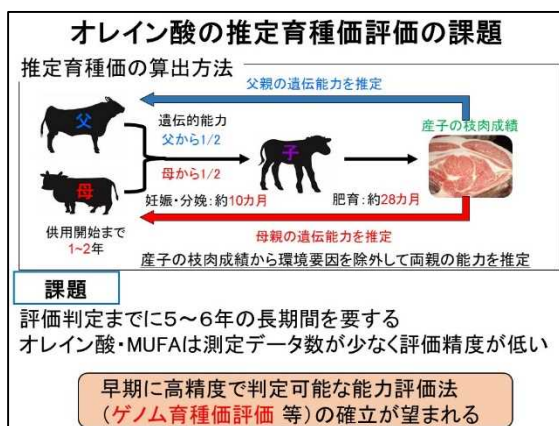 オレイン酸の推定育種価評価の課題
推定育種価の算出方法
父親の遺伝能力を推定
父
遺伝的能力
父から1/2
母から1/2
母
子
産子の枝肉成績
妊娠・分娩：約10カ月
肥育：約28カ月
供用開始まで
1~2年
母親の遺伝能力を推定
産子の枝肉成績から環境要因を除外して両親の能力を推定
課題
評価判定までに5～6年の長期間を要する
オレイン酸・MUFAは測定データ数が少なく評価精度が低い
早期に高精度で判定可能な能力評価法
（ゲノム育種価評価 等）の確立が望まれる